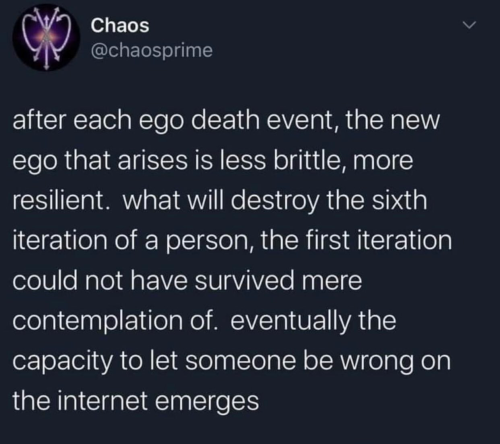 Chaos
@chaosprime
after each ego death event, the new
ego that arises is less brittle, more
resilient. what will destroy the sixth
iteration of a person, the first iteration
could not have survived mere
contemplation of. eventually the
capacity to let someone be wrong on
the internet emerges